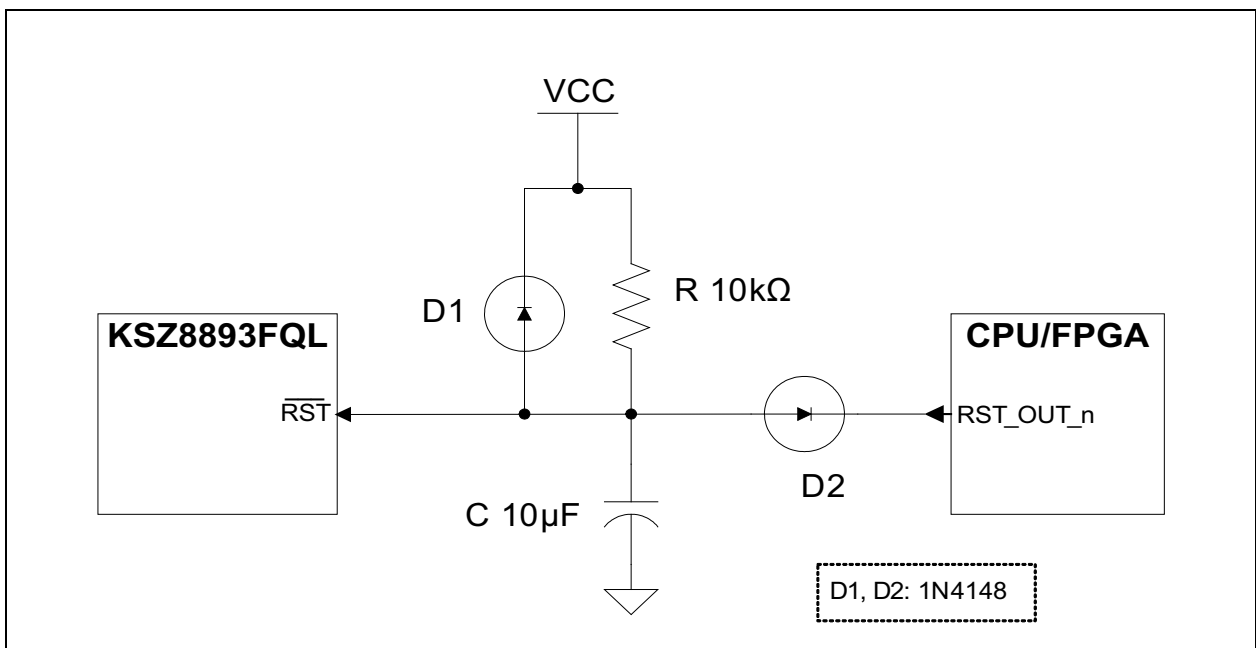 VCC
D1
R 10kΩ
KSZ8893FQL
CPU/FPGA
RST
RST_OUT_n
D2
C 10µF
D1, D2: 1N4148